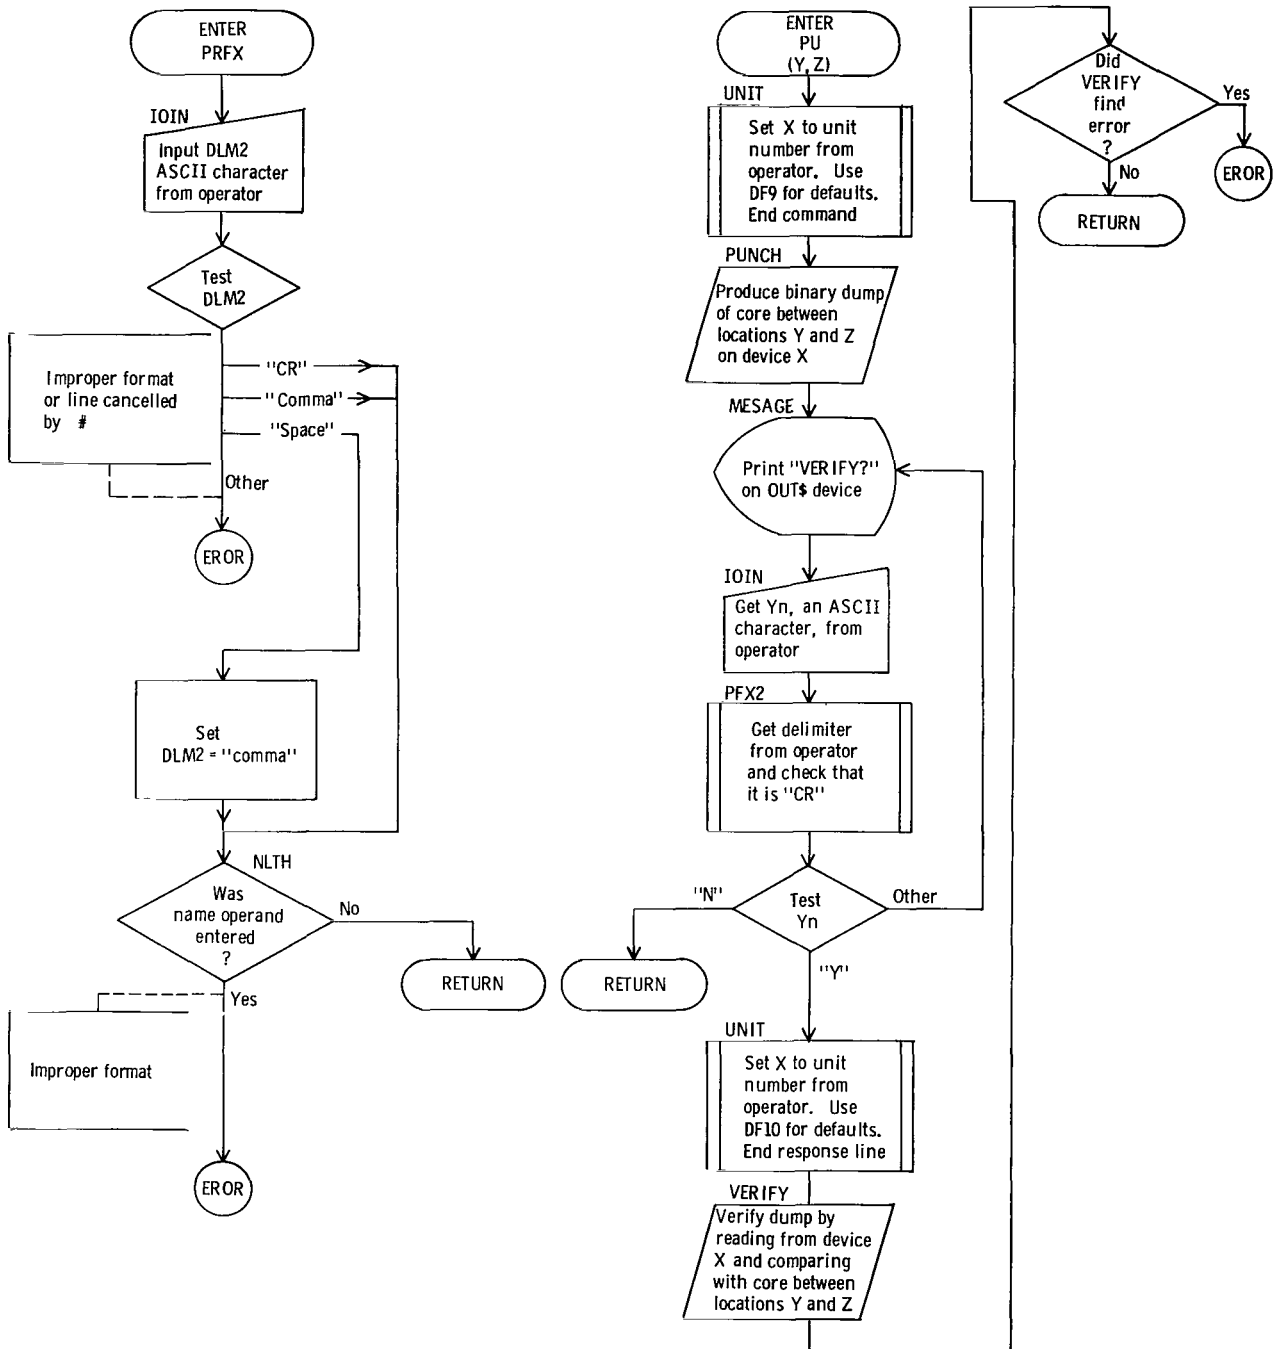 ENTER
PRFX
IOIN
Input DLM2
ASCII character
from operator
Test
DLM2
Improper format
or line cancelled
by #
"CR"
"Comma"
"Space"
Other
EROR
Set
DLM2 = "comma"
NLTH
Was
name operand
entered
?
No
RETURN
Yes
Improper format
EROR
ENTER
PU
(Y, Z)
UNIT
Set X to unit
number from
operator. Use
DF9 for defaults.
End command
PUNCH
Produce binary dump
of core between
locations Y and Z
on device X
MESAGE
Print "VERIFY?"
on OUT$ device
IOIN
Get Yn, an ASCII
character, from
operator
PFX2
Get delimiter
from operator
and check that
it is "CR"
Test
Yn
"N"
Other
RETURN
"Y"
UNIT
Set X to unit
number from
operator. Use
DF10 for defaults.
End response line
VERIFY
Verify dump by
reading from device
X and comparing
with core between
locations Y and Z
Did
VERIFY
find
error
?
Yes
EROR
No
RETURN